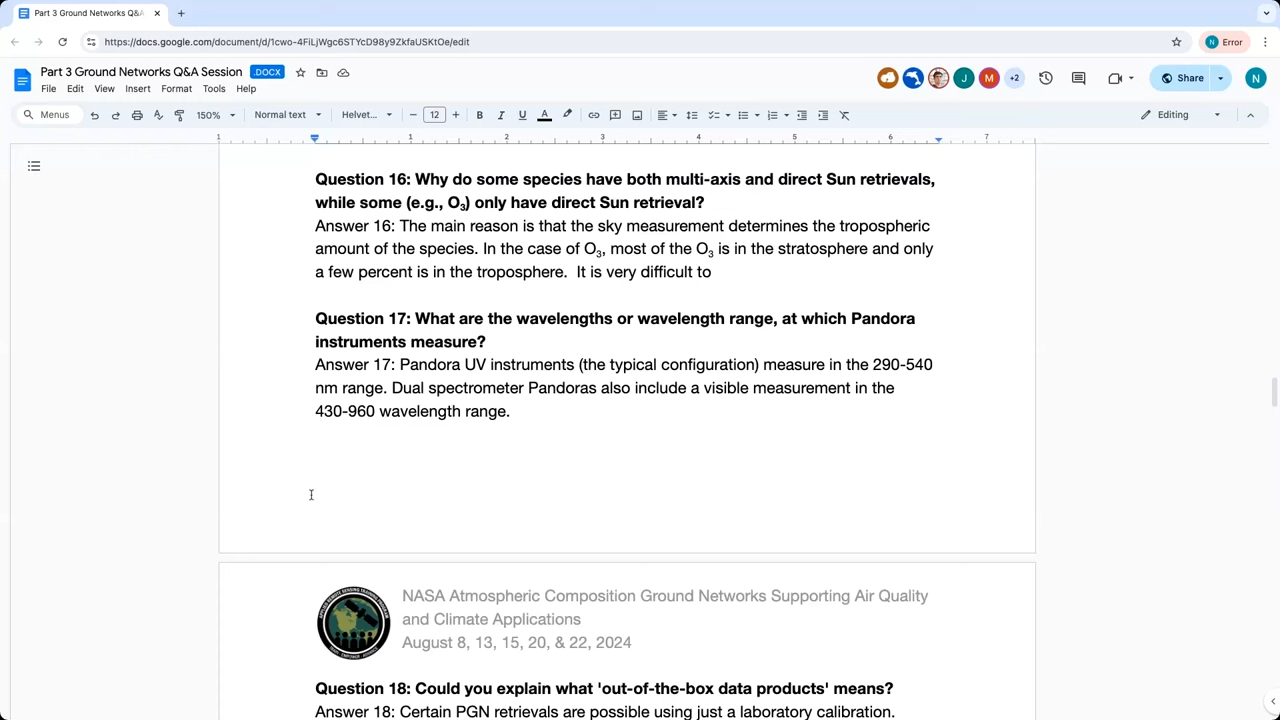 Part 3 Ground Networks Q&A
https://docs.google.com/document/d/1cwo-4FiLjWgc6STYcD98y9ZkfaUSKtOe/edit
N Error
Part 3 Ground Networks Q&A Session .DOCX
J M +2 Share N
File Edit View Insert Format Tools Help
Menus 150% Normal text Helvet... 12 B I U A Editing
1 1 2 3 4 5 6 7
Question 16: Why do some species have both multi-axis and direct Sun retrievals,
while some (e.g., O₃) only have direct Sun retrieval?
Answer 16: The main reason is that the sky measurement determines the tropospheric
amount of the species. In the case of O₃, most of the O₃ is in the stratosphere and only
a few percent is in the troposphere.  It is very difficult to
Question 17: What are the wavelengths or wavelength range, at which Pandora
instruments measure?
Answer 17: Pandora UV instruments (the typical configuration) measure in the 290-540
nm range. Dual spectrometer Pandoras also include a visible measurement in the
430-960 wavelength range.
NASA Atmospheric Composition Ground Networks Supporting Air Quality
and Climate Applications
August 8, 13, 15, 20, & 22, 2024
Question 18: Could you explain what 'out-of-the-box data products' means?
Answer 18: Certain PGN retrievals are possible using just a laboratory calibration.